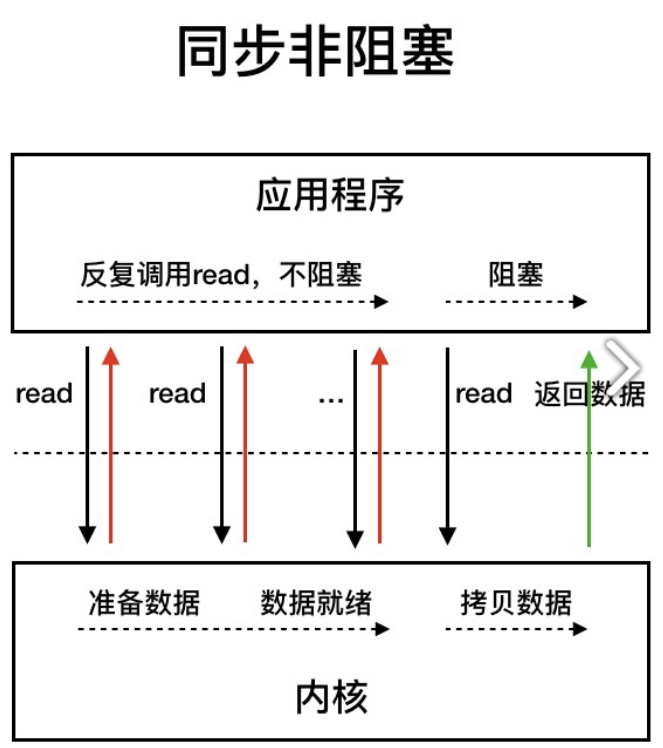 同步非阻塞
应用程序
反复调用read，不阻塞
阻塞
read
read
...
read
返回数据
准备数据
数据就绪
拷贝数据
内核